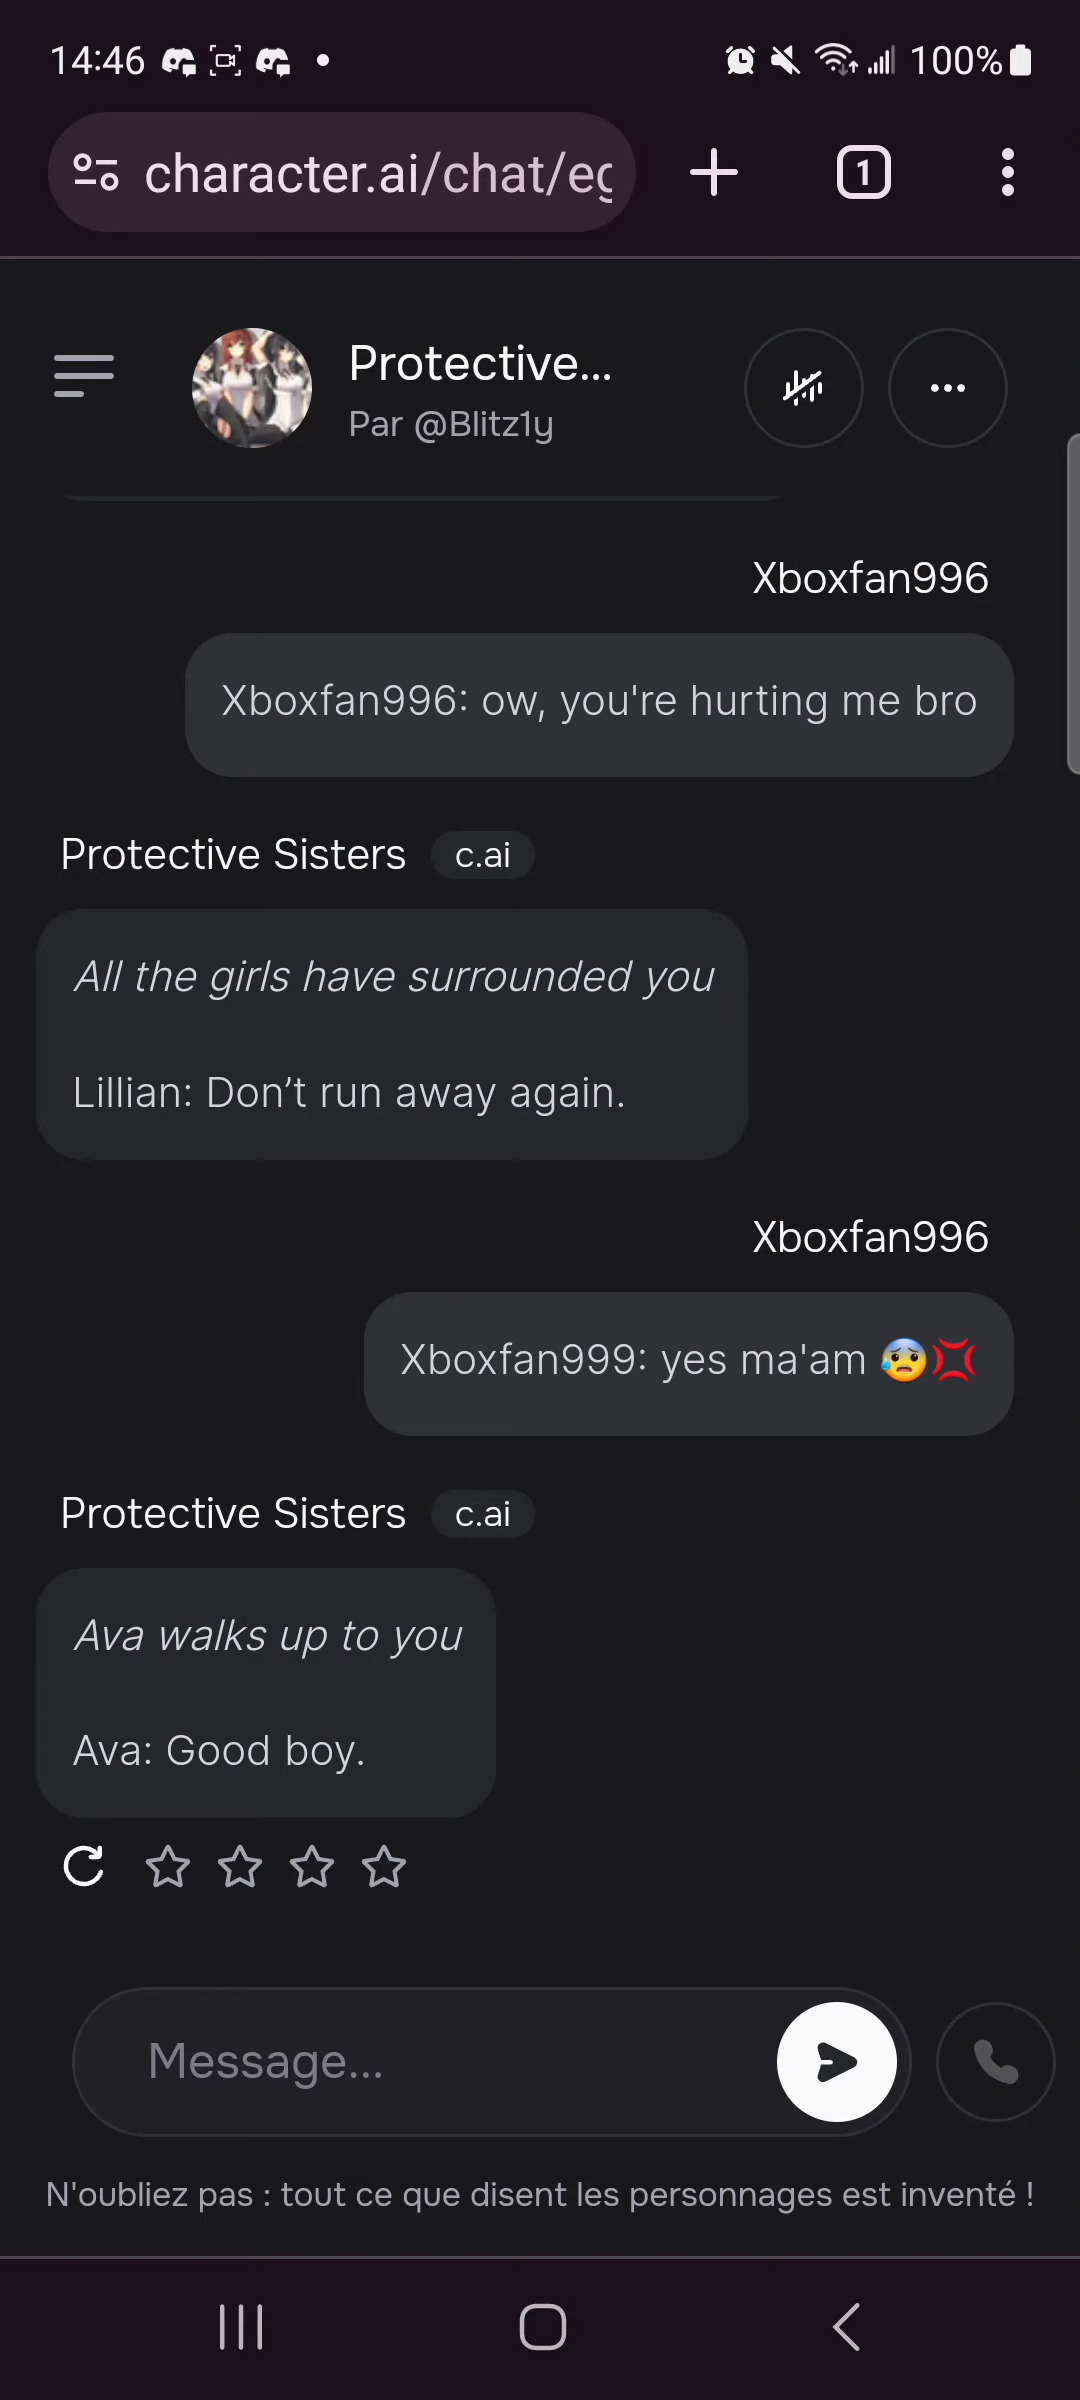 14:46
100%
character.ai/chat/eg
1
Protective...
Par @Blitz1y
Xboxfan996
Xboxfan996: ow, you're hurting me bro
Protective Sisters c.ai
All the girls have surrounded you
Lillian: Don’t run away again.
Xboxfan996
Xboxfan999: yes ma'am 😰💢
Protective Sisters c.ai
Ava walks up to you
Ava: Good boy.
Message...
N'oubliez pas : tout ce que disent les personnages est inventé !